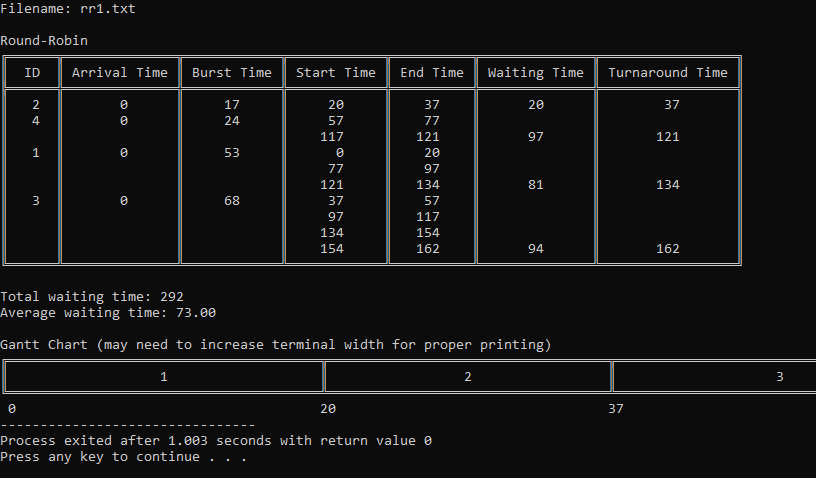 Filename: rr1.txt
Round-Robin
ID Arrival Time Burst Time Start Time End Time Waiting Time Turnaround Time
2 0 17 20 37 20 37
4 0 24 57 77
117 121 97 121
1 0 53 0 20
77 97
121 134 81 134
3 0 68 37 57
97 117
134 154
154 162 94 162
Total waiting time: 292
Average waiting time: 73.00
Gantt Chart (may need to increase terminal width for proper printing)
1 2 3
0 20 37
--------------------------------
Process exited after 1.003 seconds with return value 0
Press any key to continue . . .